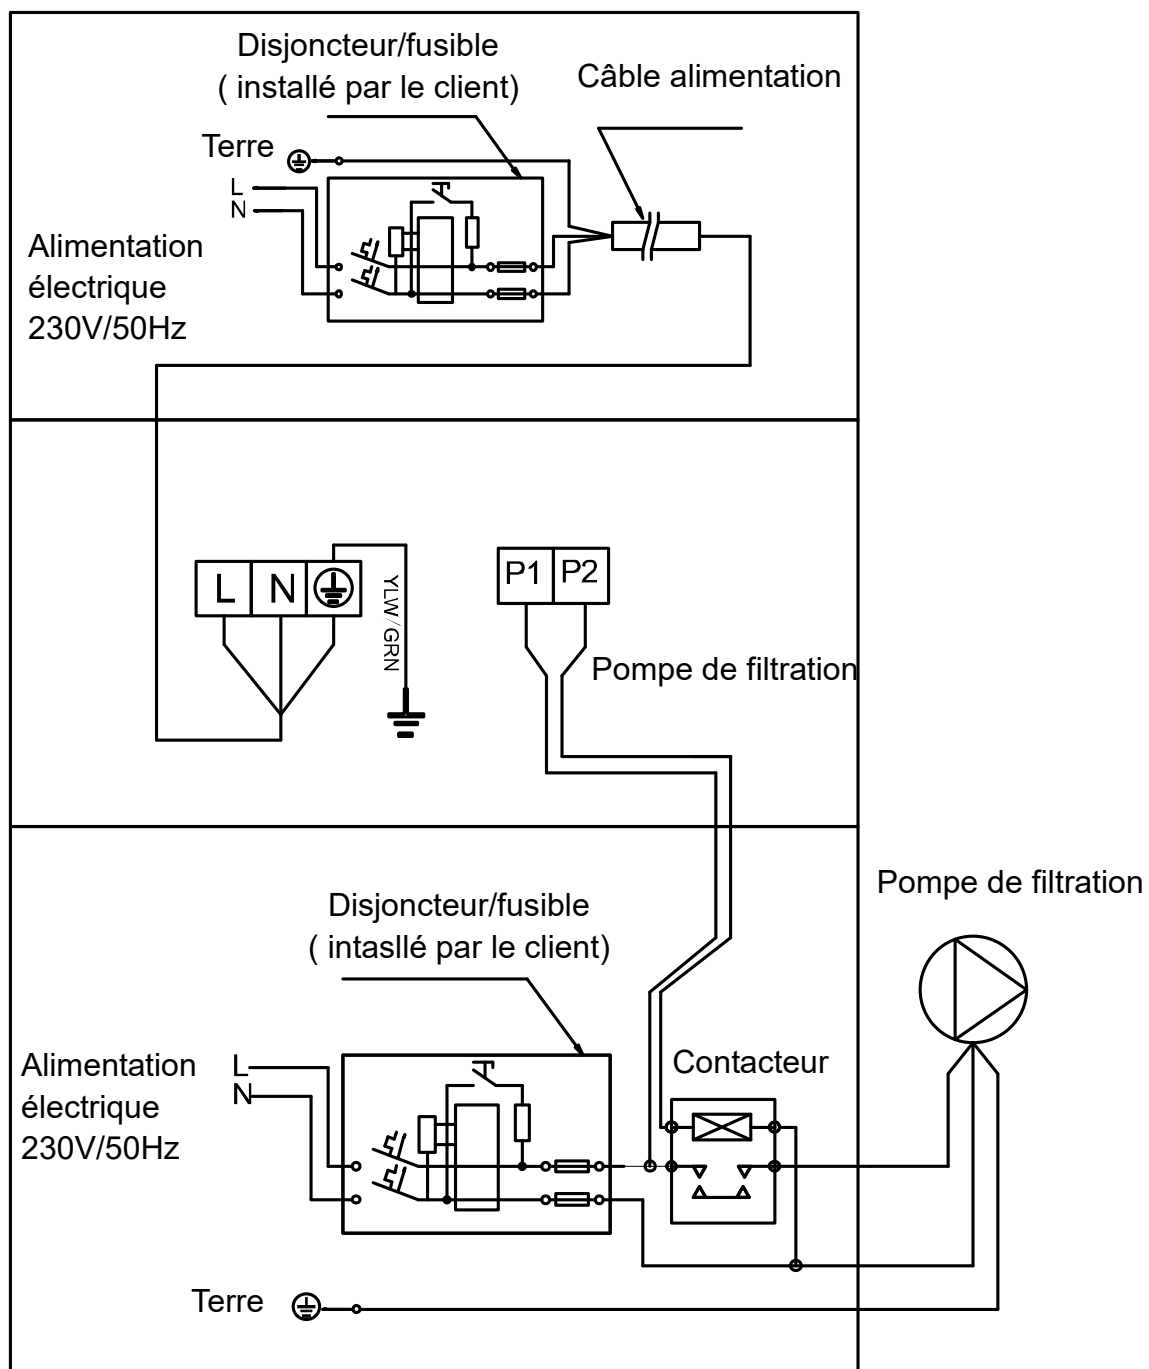 Disjoncteur/fusible
( installé par le client)
Câble alimentation
Terre
L
N
Alimentation
électrique
230V/50Hz
L N
YLW/GRN
P1 P2
Pompe de filtration
Pompe de filtration
Disjoncteur/fusible
( intasllé par le client)
Alimentation
électrique
230V/50Hz
L
N
Contacteur
Terre